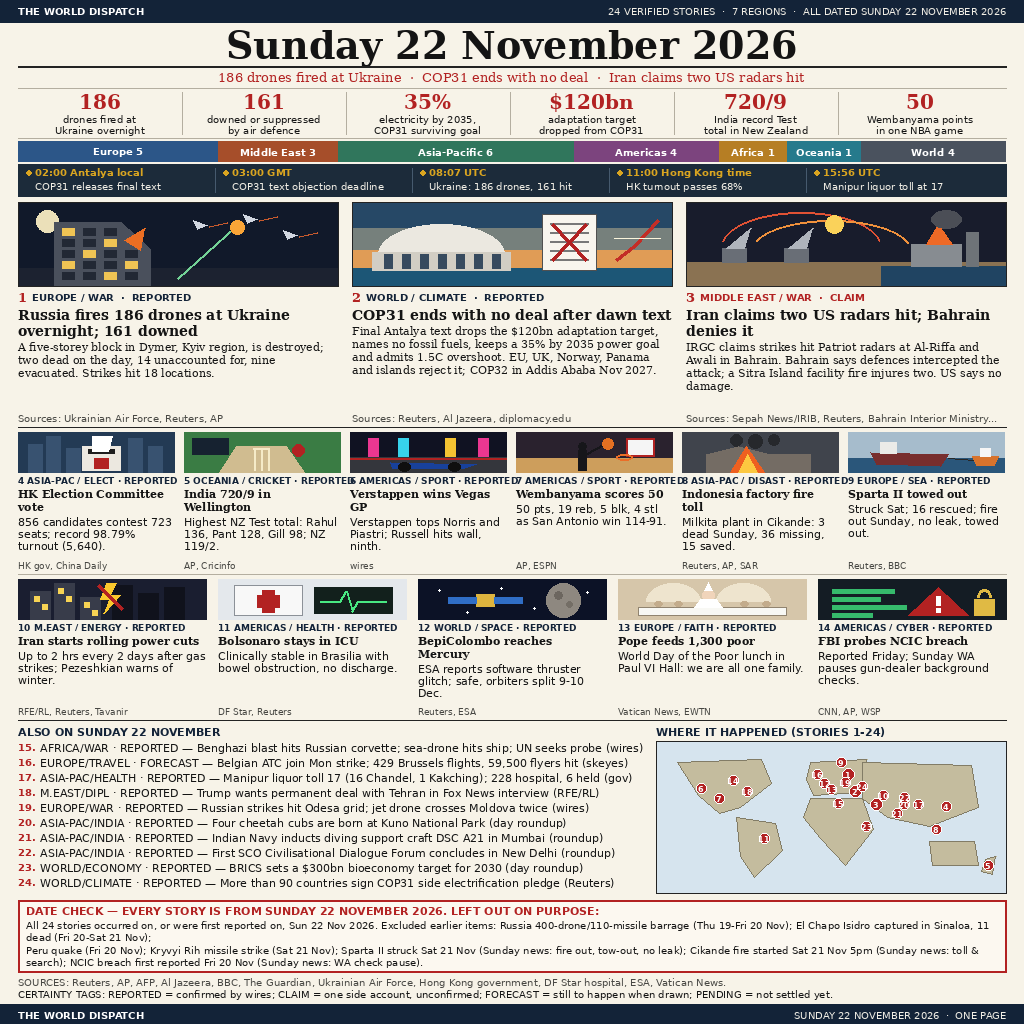 THE WORLD DISPATCH
24 VERIFIED STORIES · 7 REGIONS · ALL DATED SUNDAY 22 NOVEMBER 2026
Sunday 22 November 2026
186 drones fired at Ukraine · COP31 ends with no deal · Iran claims two US radars hit
186
drones fired at
Ukraine overnight
161
downed or suppressed
by air defence
35%
electricity by 2035,
COP31 surviving goal
$120bn
adaptation target
dropped from COP31
720/9
India record Test
total in New Zealand
50
Wembanyama points
in one NBA game
Europe 5
Middle East 3
Asia-Pacific 6
Americas 4
Africa 1
Oceania 1
World 4
02:00 Antalya local
COP31 releases final text
03:00 GMT
COP31 text objection deadline
08:07 UTC
Ukraine: 186 drones, 161 hit
11:00 Hong Kong time
HK turnout passes 68%
15:56 UTC
Manipur liquor toll at 17
1 EUROPE / WAR · REPORTED
Russia fires 186 drones at Ukraine
overnight; 161 downed
A five-storey block in Dymer, Kyiv region, is destroyed;
two dead on the day, 14 unaccounted for, nine
evacuated. Strikes hit 18 locations.
Sources: Ukrainian Air Force, Reuters, AP
2 WORLD / CLIMATE · REPORTED
COP31 ends with no deal after dawn text
Final Antalya text drops the $120bn adaptation target,
names no fossil fuels, keeps a 35% by 2035 power goal
and admits 1.5C overshoot. EU, UK, Norway, Panama
and islands reject it; COP32 in Addis Ababa Nov 2027.
Sources: Reuters, Al Jazeera, diplomacy.edu
3 MIDDLE EAST / WAR · CLAIM
Iran claims two US radars hit; Bahrain
denies it
IRGC claims strikes hit Patriot radars at Al-Riffa and
Awali in Bahrain. Bahrain says defences intercepted the
attack; a Sitra Island facility fire injures two. US says no
damage.
Sources: Sepah News/IRIB, Reuters, Bahrain Interior Ministry...
4 ASIA-PAC / ELECT · REPORTED
HK Election Committee
vote
856 candidates contest 723
seats; record 98.79%
turnout (5,640).
HK gov, China Daily
5 OCEANIA / CRICKET · REPORTED
India 720/9 in
Wellington
Highest NZ Test total: Rahul
136, Pant 128, Gill 98; NZ
119/2.
AP, Cricinfo
6 AMERICAS / SPORT · REPORTED
Verstappen wins Vegas
GP
Verstappen tops Norris and
Piastri; Russell hits wall,
ninth.
wires
7 AMERICAS / SPORT · REPORTED
Wembanyama scores 50
50 pts, 19 reb, 5 blk, 4 stl
as San Antonio win 114-91.
AP, ESPN
8 ASIA-PAC / DISAST · REPORTED
Indonesia factory fire
toll
Milkita plant in Cikande: 3
dead Sunday, 36 missing,
15 saved.
Reuters, AP, SAR
9 EUROPE / SEA · REPORTED
Sparta II towed out
Struck Sat; 16 rescued; fire
out Sunday, no leak, towed
out.
Reuters, BBC
10 M.EAST / ENERGY · REPORTED
Iran starts rolling power cuts
Up to 2 hrs every 2 days after gas
strikes; Pezeshkian warns of
winter.
RFE/RL, Reuters, Tavanir
11 AMERICAS / HEALTH · REPORTED
Bolsonaro stays in ICU
Clinically stable in Brasilia with
bowel obstruction, no discharge.
DF Star, Reuters
12 WORLD / SPACE · REPORTED
BepiColombo reaches
Mercury
ESA reports software thruster
glitch; safe, orbiters split 9-10
Dec.
Reuters, ESA
13 EUROPE / FAITH · REPORTED
Pope feeds 1,300 poor
World Day of the Poor lunch in
Paul VI Hall: we are all one family.
Vatican News, EWTN
14 AMERICAS / CYBER · REPORTED
FBI probes NCIC breach
Reported Friday; Sunday WA
pauses gun-dealer background
checks.
CNN, AP, WSP
ALSO ON SUNDAY 22 NOVEMBER
15. AFRICA/WAR · REPORTED — Benghazi blast hits Russian corvette; sea-drone hits ship; UN seeks probe (wires)
16. EUROPE/TRAVEL · FORECAST — Belgian ATC join Mon strike; 429 Brussels flights, 59,500 flyers hit (skeyes)
17. ASIA-PAC/HEALTH · REPORTED — Manipur liquor toll 17 (16 Chandel, 1 Kakching); 228 hospital, 6 held (gov)
18. M.EAST/DIPL · REPORTED — Trump wants permanent deal with Tehran in Fox News interview (RFE/RL)
19. EUROPE/WAR · REPORTED — Russian strikes hit Odesa grid; jet drone crosses Moldova twice (wires)
20. ASIA-PAC/INDIA · REPORTED — Four cheetah cubs are born at Kuno National Park (day roundup)
21. ASIA-PAC/INDIA · REPORTED — Indian Navy inducts diving support craft DSC A21 in Mumbai (roundup)
22. ASIA-PAC/INDIA · REPORTED — First SCO Civilisational Dialogue Forum concludes in New Delhi (roundup)
23. WORLD/ECONOMY · REPORTED — BRICS sets a $300bn bioeconomy target for 2030 (day roundup)
24. WORLD/CLIMATE · REPORTED — More than 90 countries sign COP31 side electrification pledge (Reuters)
WHERE IT HAPPENED (STORIES 1-24)
DATE CHECK — EVERY STORY IS FROM SUNDAY 22 NOVEMBER 2026. LEFT OUT ON PURPOSE:
All 24 stories occurred on, or were first reported on, Sun 22 Nov 2026. Excluded earlier items: Russia 400-drone/110-missile barrage (Thu 19-Fri 20 Nov); El Chapo Isidro captured in Sinaloa, 11
dead (Fri 20-Sat 21 Nov);
Peru quake (Fri 20 Nov); Kryvyi Rih missile strike (Sat 21 Nov); Sparta II struck Sat 21 Nov (Sunday news: fire out, tow-out, no leak); Cikande fire started Sat 21 Nov 5pm (Sunday news: toll &
search); NCIC breach first reported Fri 20 Nov (Sunday news: WA check pause).
SOURCES: Reuters, AP, AFP, Al Jazeera, BBC, The Guardian, Ukrainian Air Force, Hong Kong government, DF Star hospital, ESA, Vatican News.
CERTAINTY TAGS: REPORTED = confirmed by wires; CLAIM = one side account, unconfirmed; FORECAST = still to happen when drawn; PENDING = not settled yet.
THE WORLD DISPATCH
SUNDAY 22 NOVEMBER 2026 · ONE PAGE